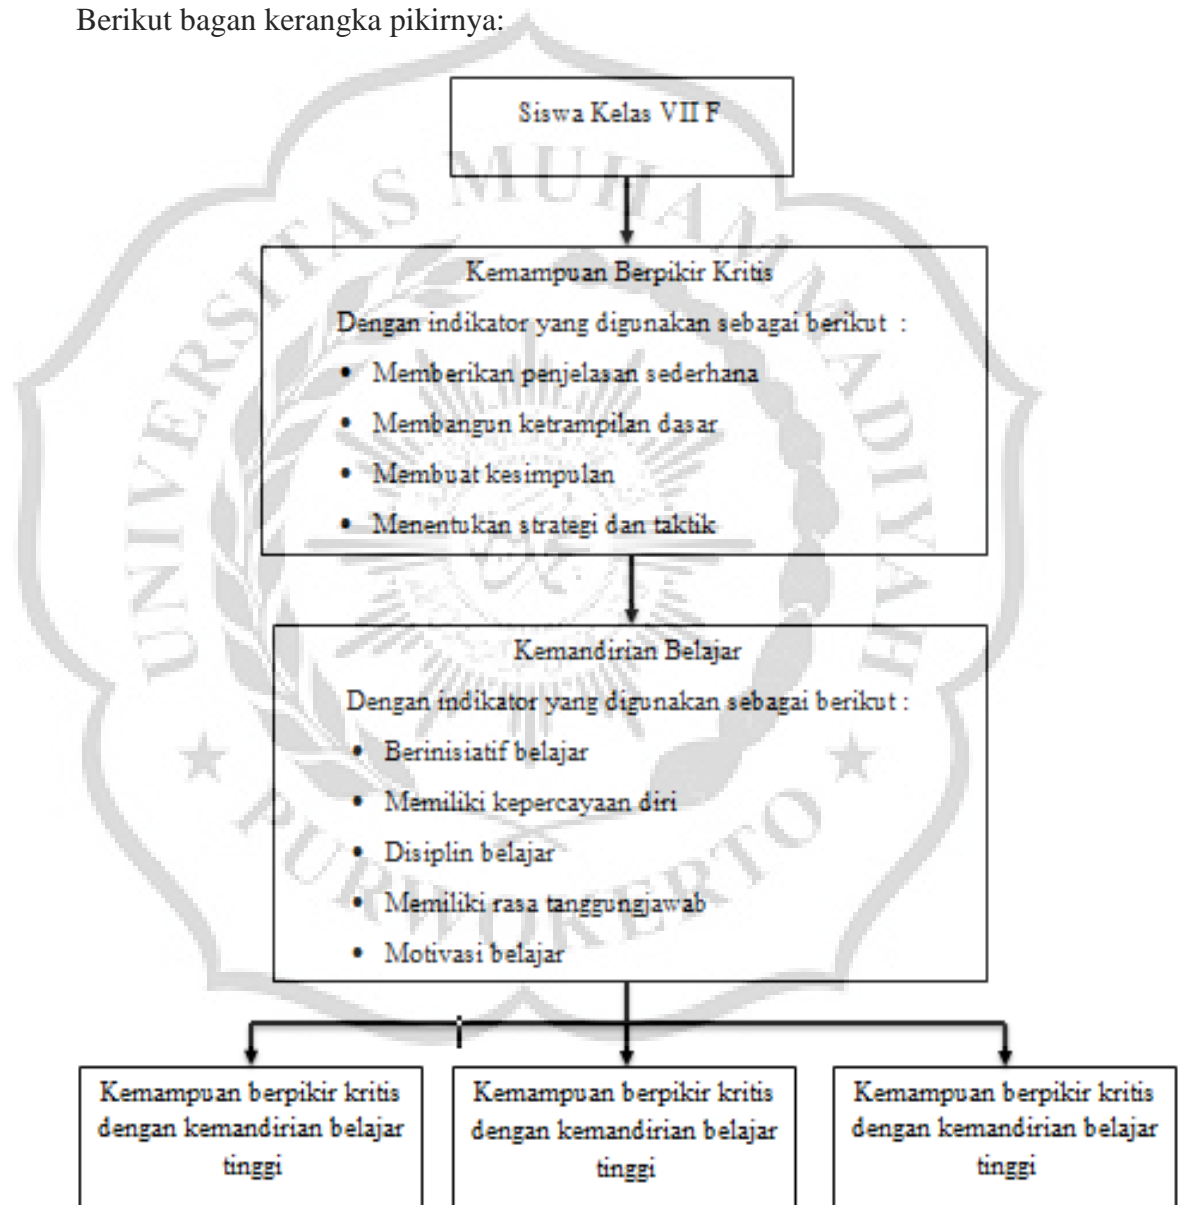 Berikut bagan kerangka pikirnya:
Siswa Kelas VII F
Kemampuan Berpikir Kritis
Dengan indikator yang digunakan sebagai berikut :
• Memberikan penjelasan sederhana
• Membangun ketrampilan dasar
• Membuat kesimpulan
• Menentukan strategi dan taktik
Kemandirian Belajar
Dengan indikator yang digunakan sebagai berikut :
• Berinisiatif belajar
• Memiliki kepercayaan diri
• Disiplin belajar
• Memiliki rasa tanggungjawab
• Motivasi belajar
Kemampuan berpikir kritis
dengan kemandirian belajar
tinggi
Kemampuan berpikir kritis
dengan kemandirian belajar
tinggi
Kemampuan berpikir kritis
dengan kemandirian belajar
tinggi
UNIVERSITAS MUHAMMADIYAH
PURWOKERTO